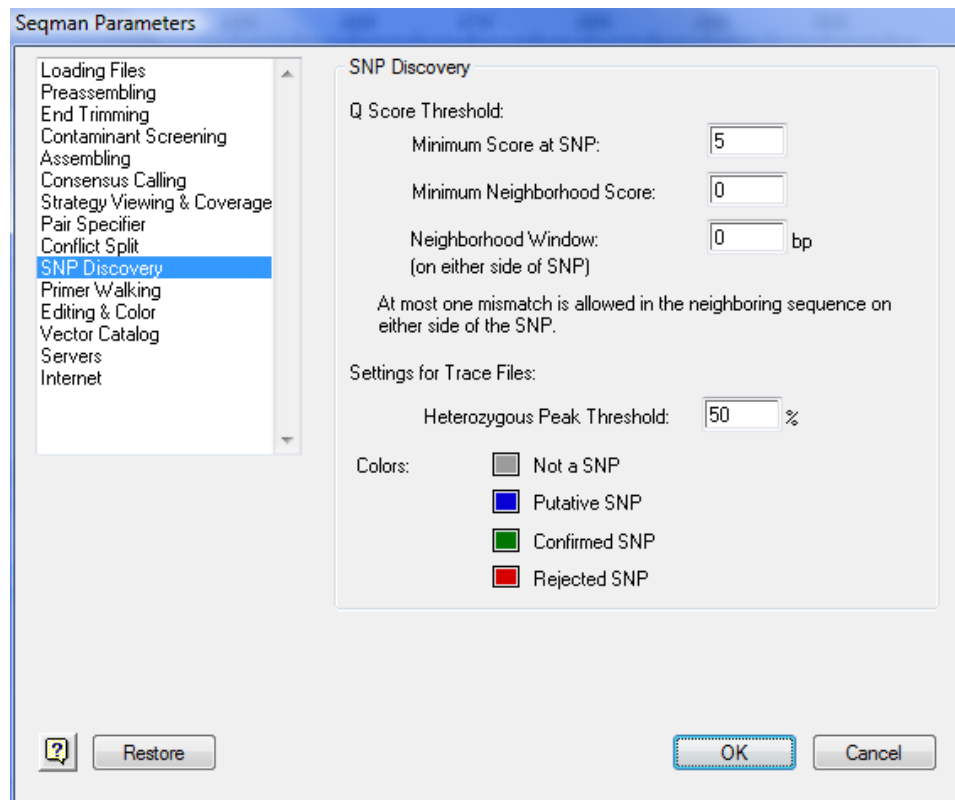 Seqman Parameters
Loading Files
Preassembling
End Trimming
Contaminant Screening
Assembling
Consensus Calling
Strategy Viewing & Coverage
Pair Specifier
Conflict Split
SNP Discovery
Primer Walking
Editing & Color
Vector Catalog
Servers
Internet
SNP Discovery
Q Score Threshold:
Minimum Score at SNP: 5
Minimum Neighborhood Score: 0
Neighborhood Window: 0 bp
(on either side of SNP)
At most one mismatch is allowed in the neighboring sequence on
either side of the SNP.
Settings for Trace Files:
Heterozygous Peak Threshold: 50 %
Colors: Not a SNP
Putative SNP
Confirmed SNP
Rejected SNP
? Restore OK Cancel